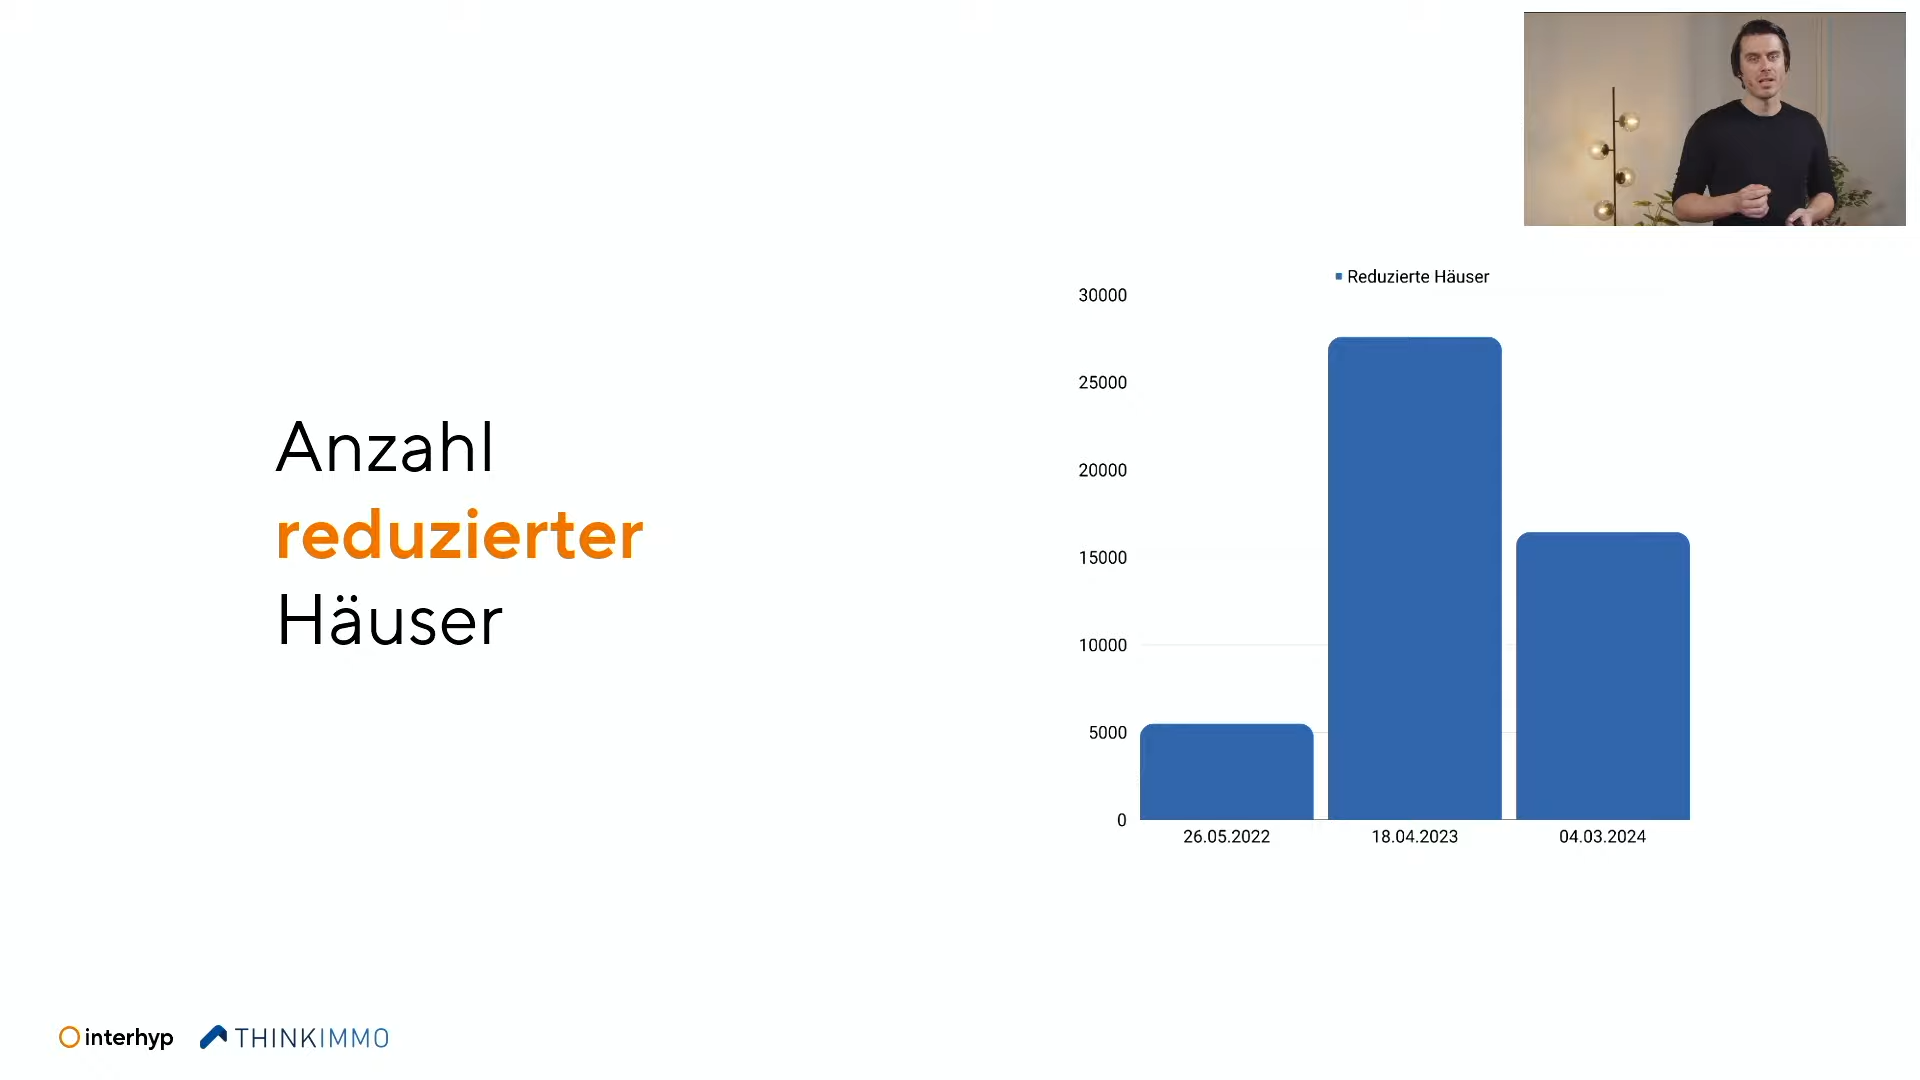 Anzahl
reduzierter
Häuser
Reduzierte Häuser
30000
25000
20000
15000
10000
5000
0
26.05.2022 18.04.2023 04.03.2024
interhyp THINKIMMO